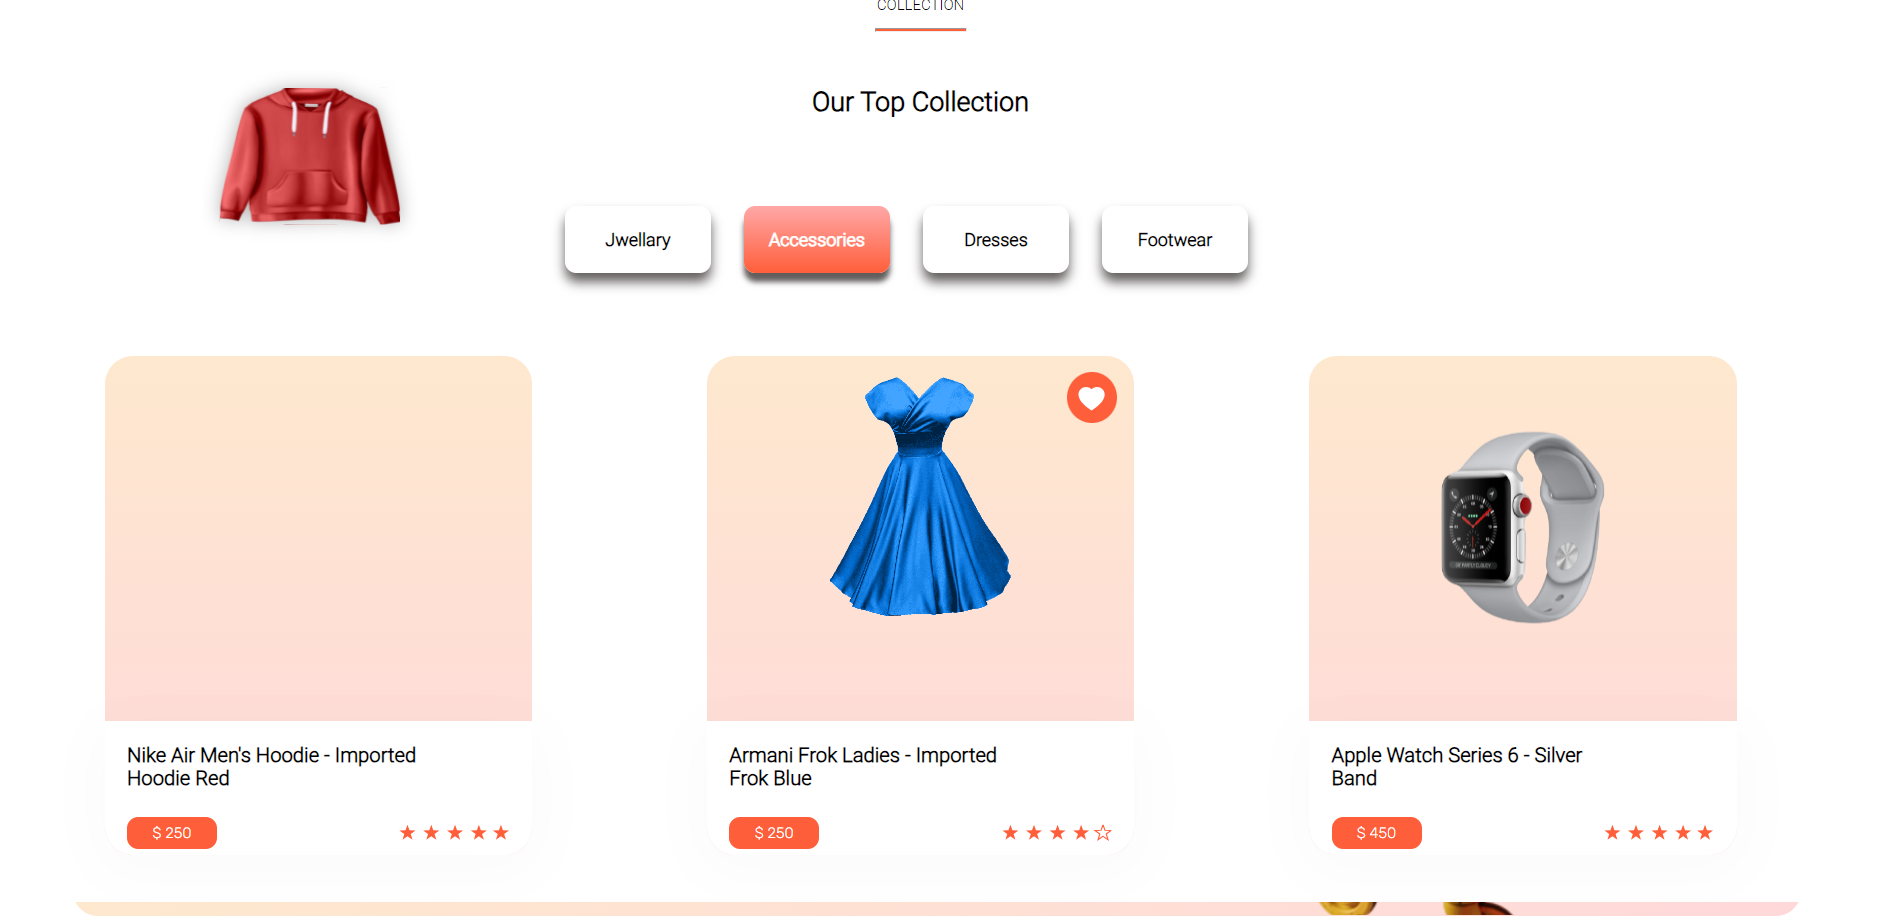 COLLECTION
Our Top Collection
Jwellary
Accessories
Dresses
Footwear
Nike Air Men's Hoodie - Imported
Hoodie Red
$ 250
Armani Frok Ladies - Imported
Frok Blue
$ 250
Apple Watch Series 6 - Silver
Band
$ 450